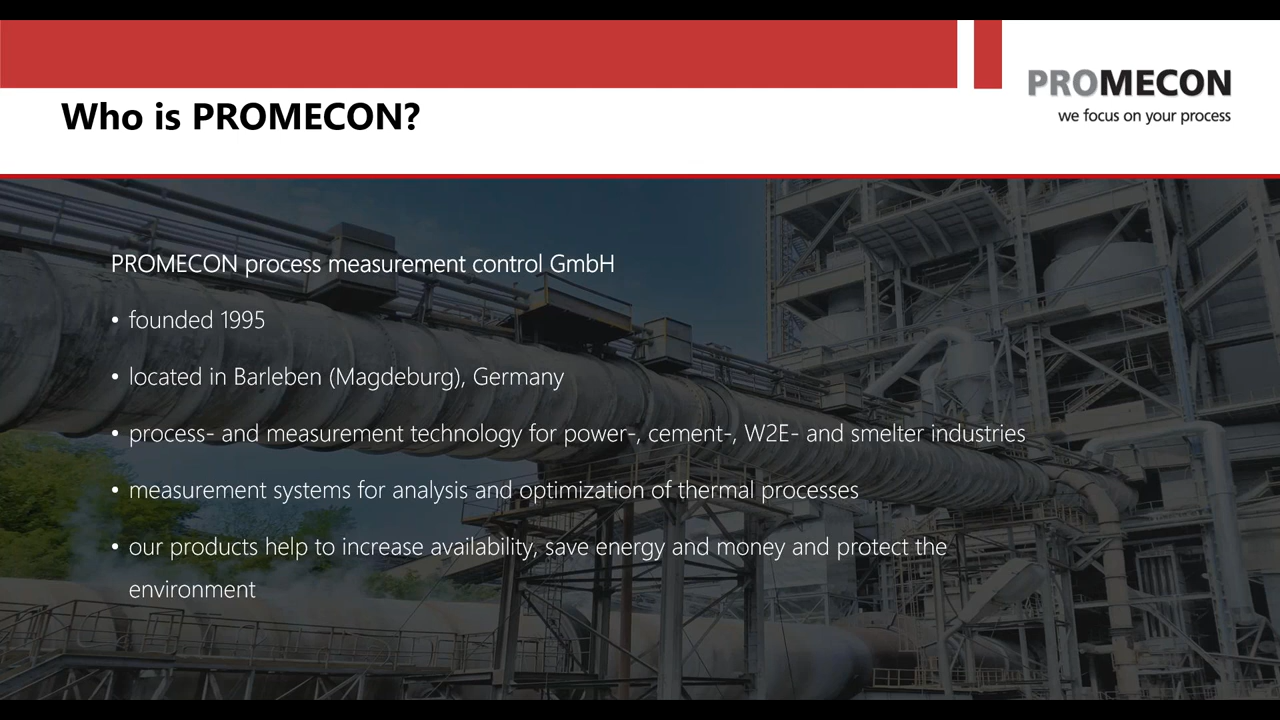 PROMECON
we focus on your process
Who is PROMECON?
PROMECON process measurement control GmbH
• founded 1995
• located in Barleben (Magdeburg), Germany
• process- and measurement technology for power-, cement-, W2E- and smelter industries
• measurement systems for analysis and optimization of thermal processes
• our products help to increase availability, save energy and money and protect the
environment